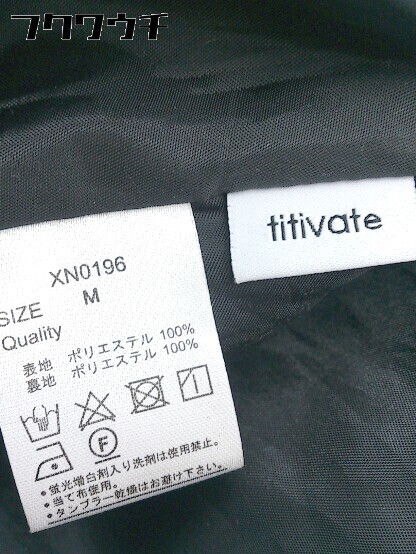 フクワウチ
titivate
XN0196
SIZE M
Quality
表地 ポリエステル 100%
裏地 ポリエステル 100%
F
・蛍光増白剤入り洗剤は使用禁止。
・当て布使用。
・タンブラー乾燥はお避け下さい。